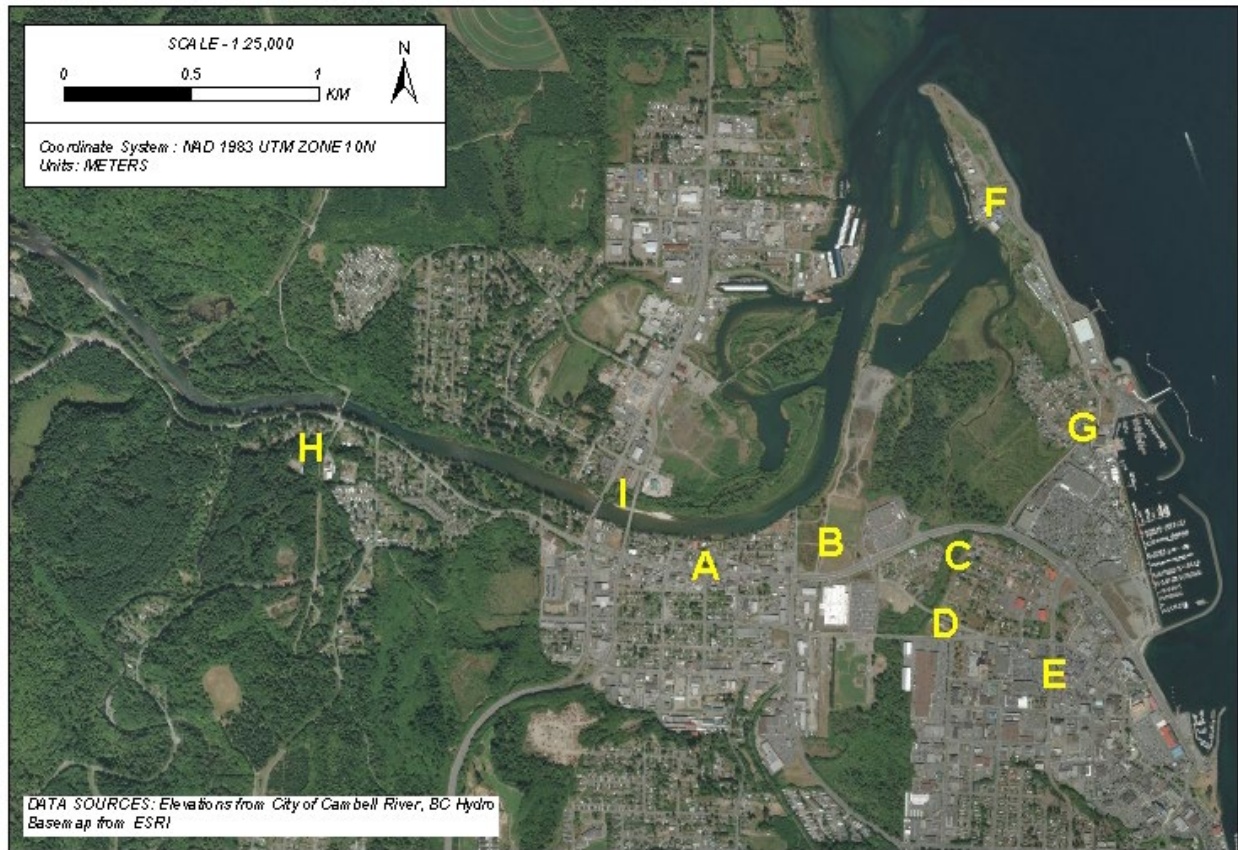 SCALE - 1:25,000
N
0 0.5 1
KM
Coordinate System : NAD 1983 UTM ZONE 10N
Units: METERS
F
G
H
I
B
C
A
D
E
DATA SOURCES: Elevations from City of Cambell River, BC Hydro
Basemap from ESRI